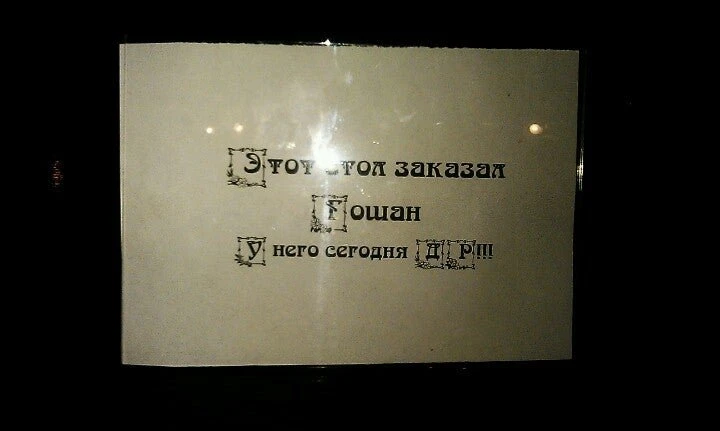 Этот стол заказал
Гошан
У него сегодня ДР!!!